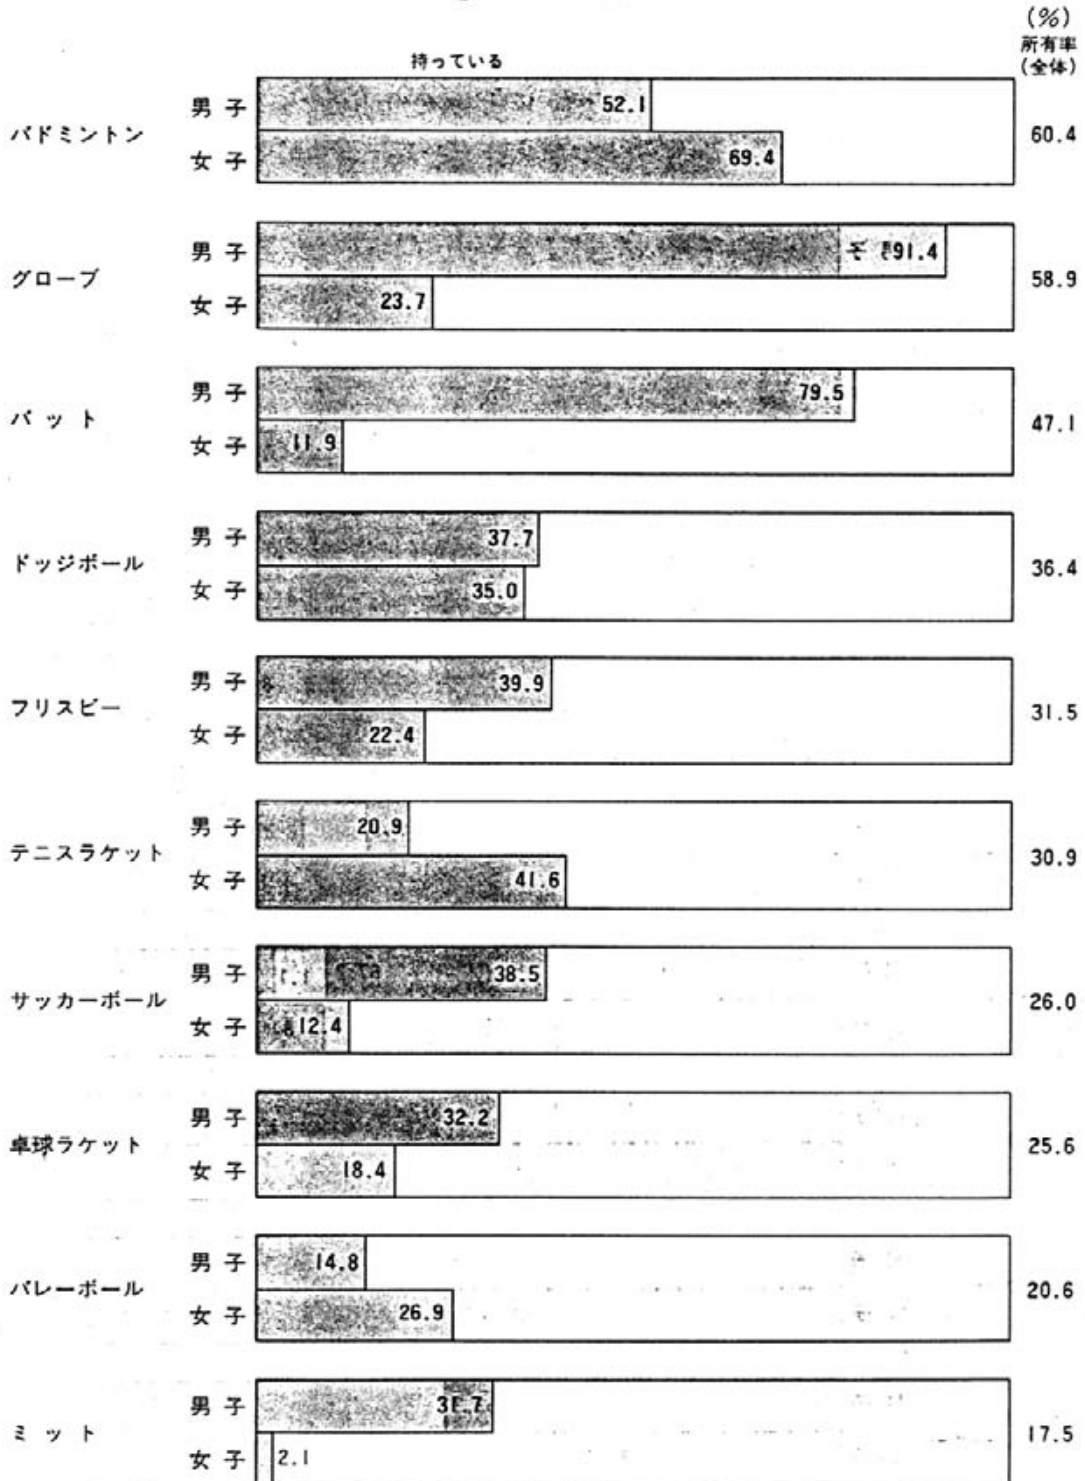 (%)
所有率
(全体)
持っている
バドミントン
男子 52.1
女子 69.4
60.4
グローブ
男子 91.4
女子 23.7
58.9
バット
男子 79.5
女子 11.9
47.1
ドッジボール
男子 37.7
女子 35.0
36.4
フリスビー
男子 39.9
女子 22.4
31.5
テニスラケット
男子 20.9
女子 41.6
30.9
サッカーボール
男子 38.5
女子 12.4
26.0
卓球ラケット
男子 32.2
女子 18.4
25.6
バレーボール
男子 14.8
女子 26.9
20.6
ミット
男子 31.7
女子 2.1
17.5